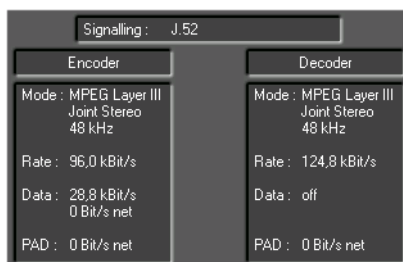 Signalling : J.52
Encoder
Mode : MPEG Layer III
Joint Stereo
48 kHz
Rate : 96,0 kBit/s
Data : 28,8 kBit/s
0 Bit/s net
PAD : 0 Bit/s net
Decoder
Mode : MPEG Layer III
Joint Stereo
48 kHz
Rate : 124,8 kBit/s
Data : off
PAD : 0 Bit/s net